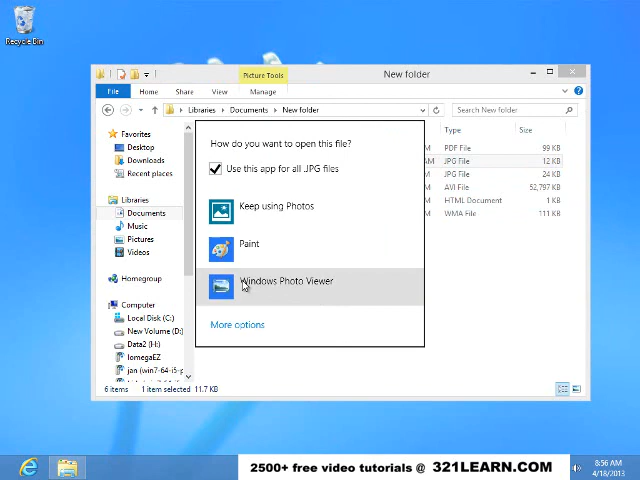 Recycle Bin
Picture Tools
New folder
File Home Share View Manage
Libraries Documents New folder
Search New folder
Favorites
Desktop
Downloads
Recent places
Libraries
Documents
Music
Pictures
Videos
Homegroup
Computer
Local Disk (C:)
New Volume (D:)
Data2 (H:)
IomegaEZ
jan (win7-64-i5-p
How do you want to open this file?
Use this app for all .JPG files
Keep using Photos
Paint
Windows Photo Viewer
More options
Type Size
M PDF File 99 KB
AM JPG File 12 KB
M JPG File 24 KB
M AVI File 52,797 KB
M HTML Document 1 KB
M WMA File 111 KB
6 items 1 item selected 11.7 KB
2500+ free video tutorials @ 321LEARN.COM
8:56 AM
4/18/2013